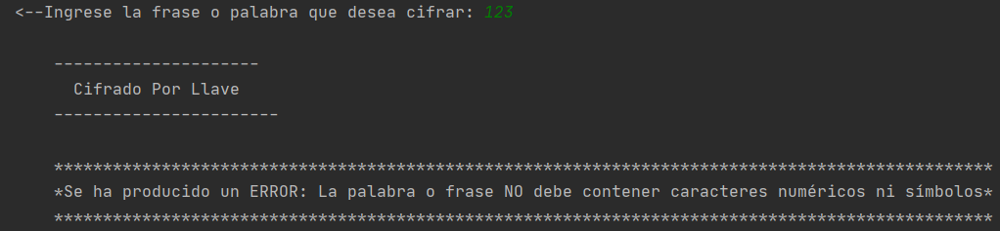 <--Ingrese la frase o palabra que desea cifrar: 123
---------------------
Cifrado Por Llave
-----------------------
************************************************************************************************
*Se ha producido un ERROR: La palabra o frase NO debe contener caracteres numéricos ni símbolos*
************************************************************************************************